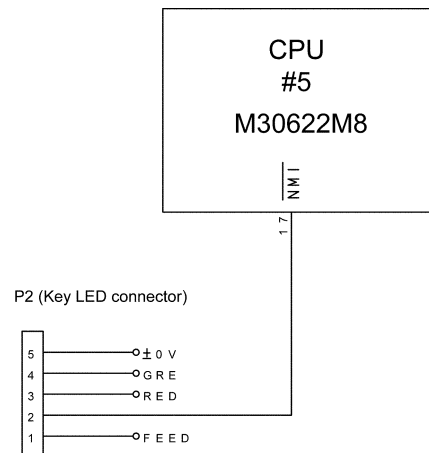 CPU
#5
M30622M8
NMI
17
P2 (Key LED connector)
5 ±0V
4 GRE
3 RED
2
1 FEED